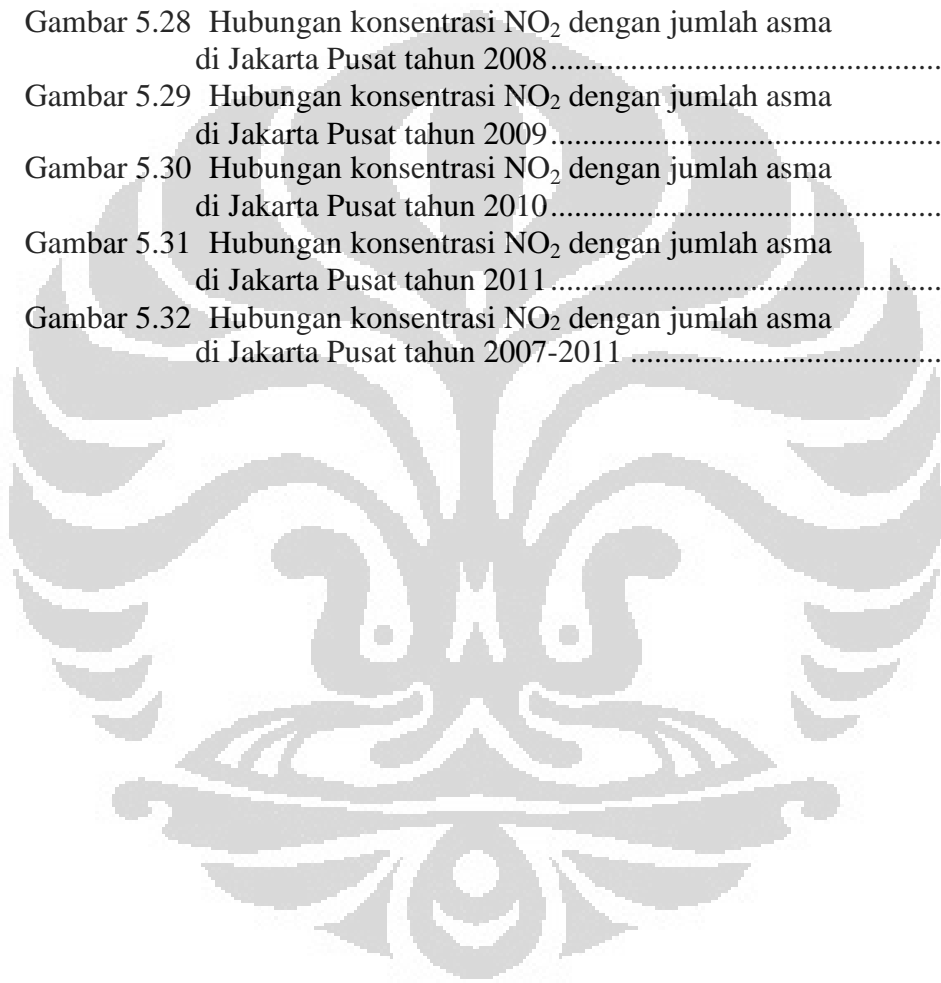 Gambar 5.28 Hubungan konsentrasi NO₂ dengan jumlah asma
di Jakarta Pusat tahun 2008..................................................
Gambar 5.29 Hubungan konsentrasi NO₂ dengan jumlah asma
di Jakarta Pusat tahun 2009..................................................
Gambar 5.30 Hubungan konsentrasi NO₂ dengan jumlah asma
di Jakarta Pusat tahun 2010..................................................
Gambar 5.31 Hubungan konsentrasi NO₂ dengan jumlah asma
di Jakarta Pusat tahun 2011..................................................
Gambar 5.32 Hubungan konsentrasi NO₂ dengan jumlah asma
di Jakarta Pusat tahun 2007-2011 .......................................